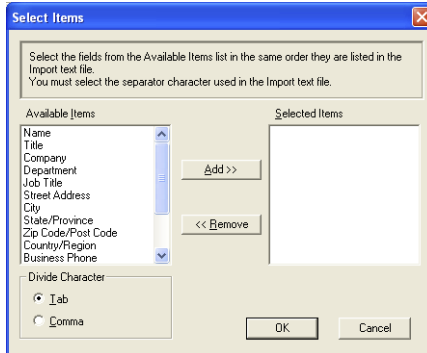 Select Items
Select the fields from the Available Items list in the same order they are listed in the
Import text file.
You must select the separator character used in the Import text file.
Available Items
Selected Items
Name
Title
Company
Department
Job Title
Street Address
City
State/Province
Zip Code/Post Code
Country/Region
Business Phone
Add >>
<< Remove
Divide Character
Tab
Comma
OK
Cancel